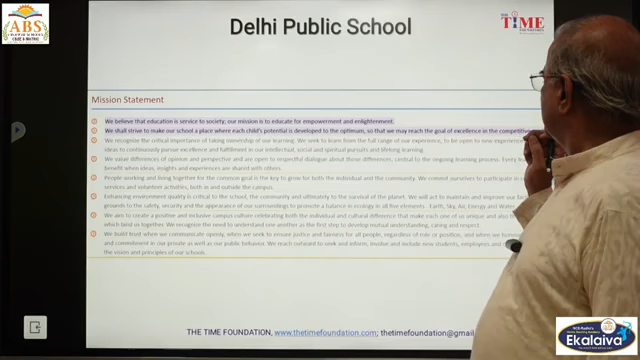 ABS
CBSE & MATRIC
Delhi Public School
THE
TIME
FOUNDATION
Mission Statement
We believe that education is service to society; our mission is to educate for empowerment and enlightenment.
We shall strive to make our school a place where each child's potential is developed to the optimum, so that we may reach the goal of excellence in the competitive
We recognize the critical importance of taking ownership of our learning. We seek to learn from the full range of our experience, to be open to new experiences
ideas to continously pursue excellence and fulfillment in our intellectual, social and spiritual pursuits and lifelong learning.
We value differences of opinion and perspective and are open to respectful dialogue about those differences, central to the ongoing learning process. Every
benefit when ideas, insights and experiences are shared with others.
People working and living together for the common goal is the key to grow for both the individual and the community. We commit ourselves to participate in
services and volunteer activities, both in and outside the campus.
Enhancing environment quality is critical to the school, the community and ultimately to the survival of the planet. We will act to maintain and improve our
grounds to the safety, security and the appearance of our surroundings to promote a balance in ecology in all five elements - Earth, Sky, Air, Energy and Water
We aim to create a positive and inclusive campus culture celebrating both the individual and cultural difference that make each one of us unique and also
which bind us together. We recognize the need to understand one another as the first step to develop mutual understanding, caring and respect.
We build trust when we communicate openly, when we seek to ensure justice and fairness for all people, regardless of role or position, and when we
and commitment in our private as well as our public behavior. We reach outward to seek and inform, involve and include new students, employees and
the vision and principles of our schools.
THE TIME FOUNDATION, www.thetimefoundation.com; thetimefoundation@gmail
Ekalaiva